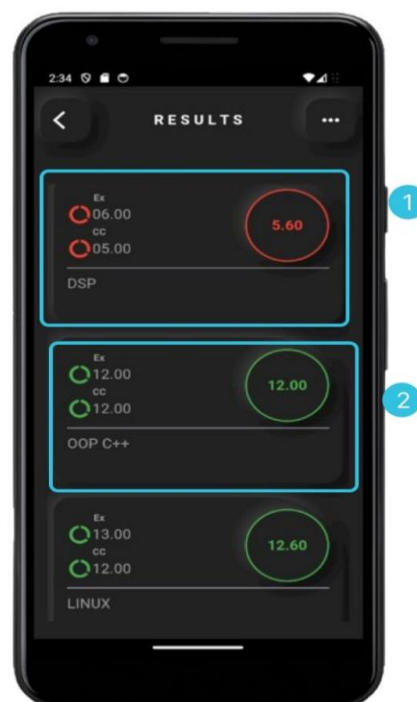 2:34
RESULTS
Ex
06.00
cc
05.00
5.60
DSP
1
Ex
12.00
cc
12.00
12.00
OOP C++
2
Ex
13.00
cc
12.00
12.60
LINUX